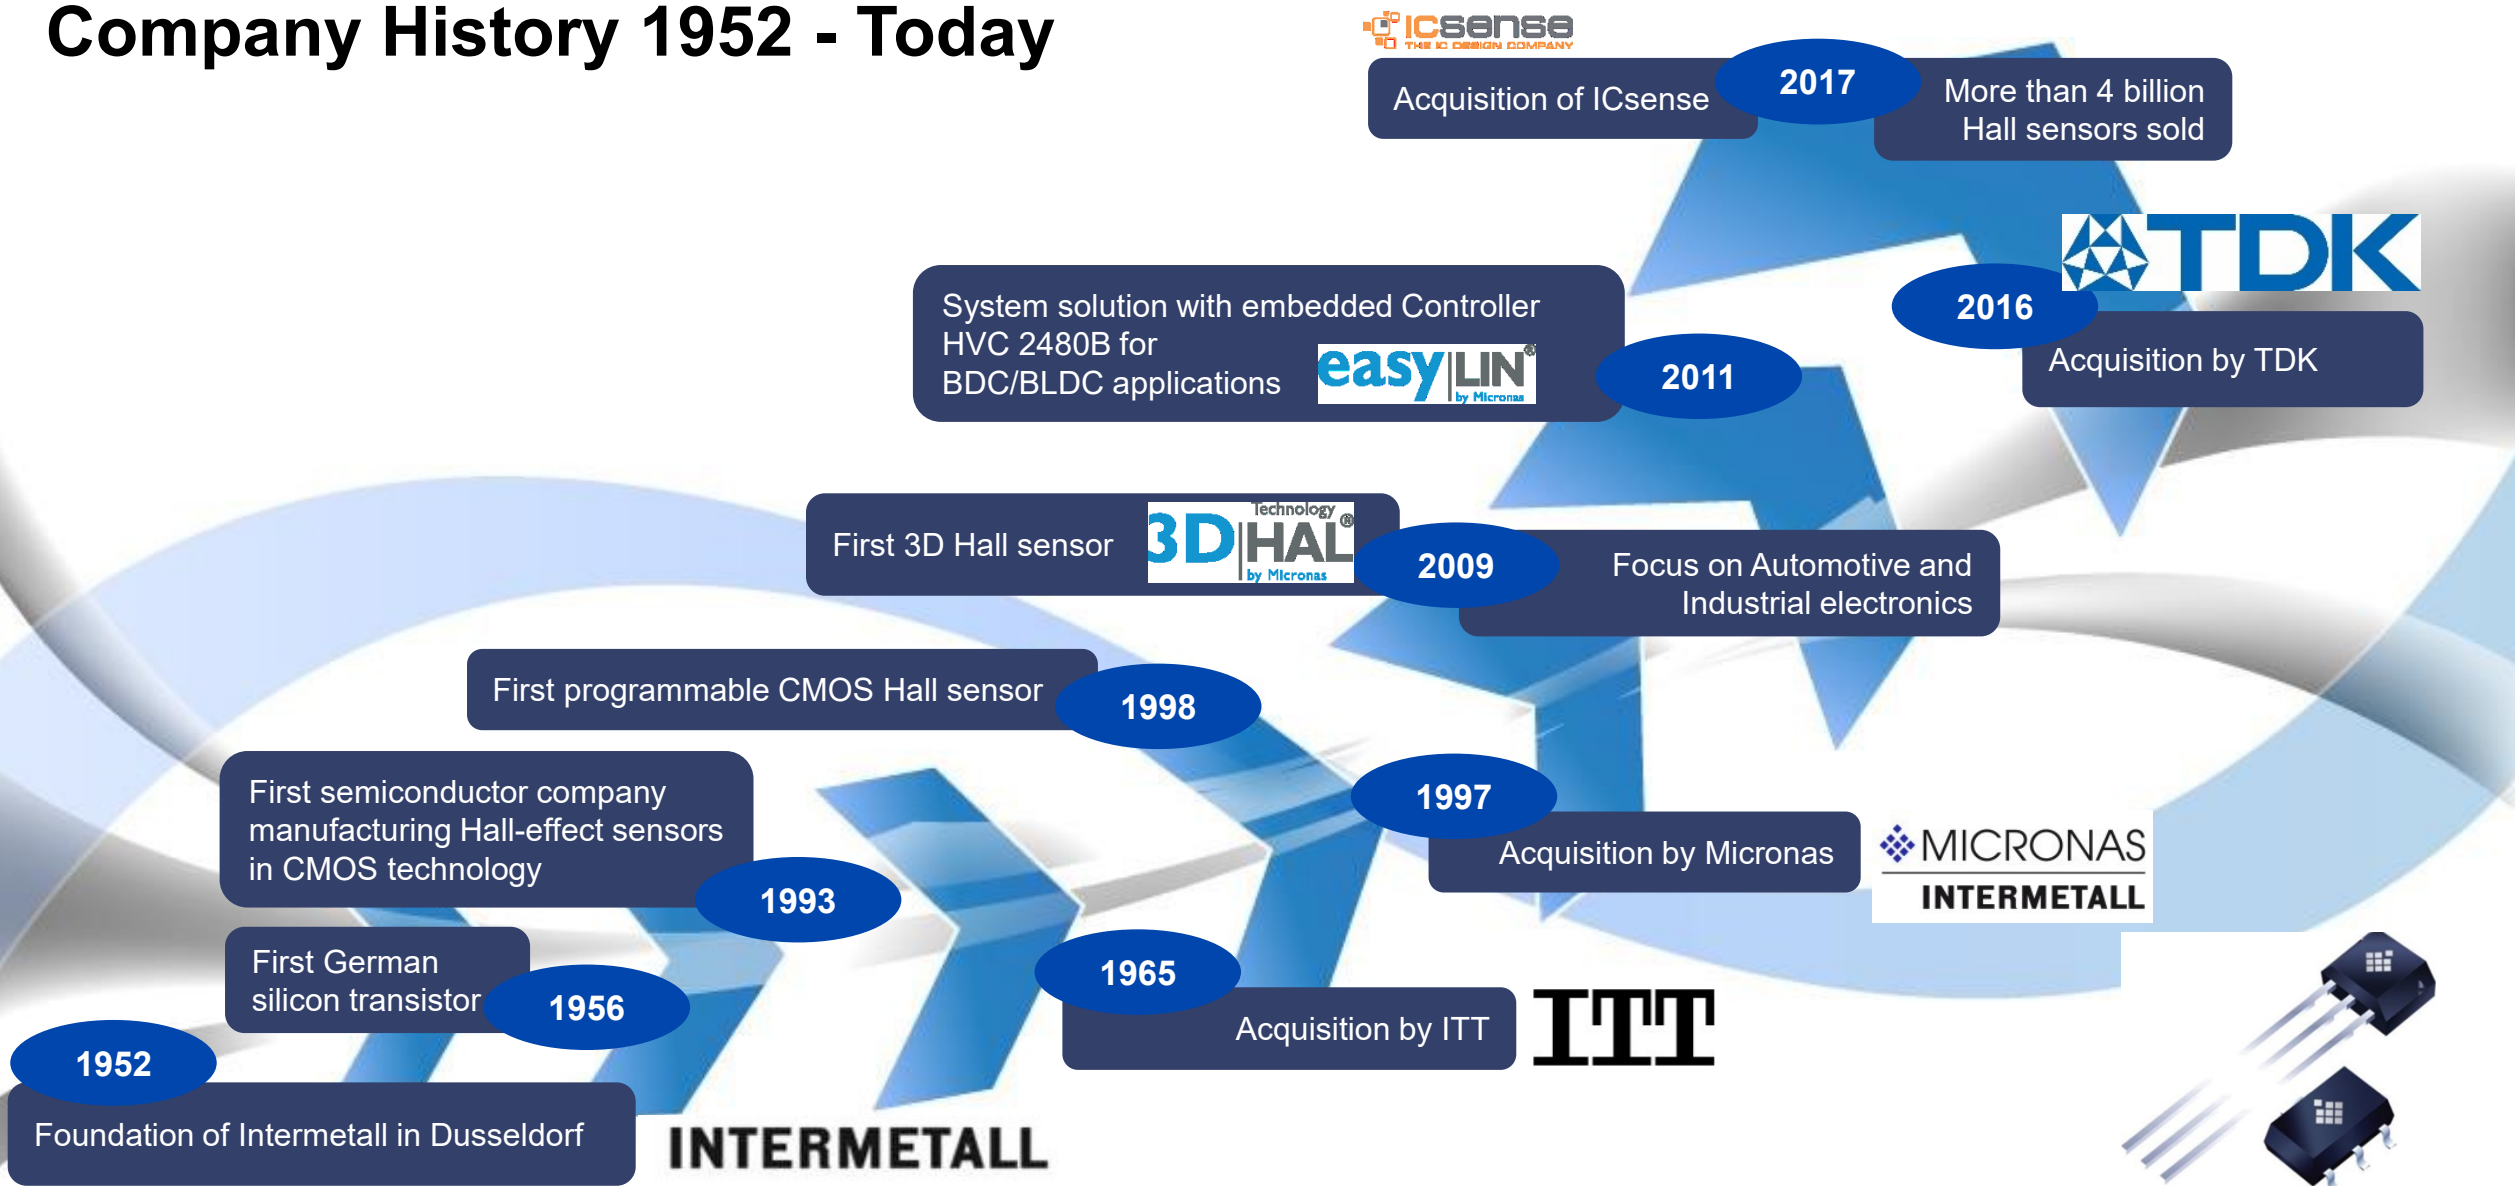 Company History 1952 - Today
icsense
THE IC DESIGN COMPANY
Acquisition of ICsense
2017
More than 4 billion
Hall sensors sold
TDK
2016
Acquisition by TDK
System solution with embedded Controller
HVC 2480B for
BDC/BLDC applications
easyLIN®
by Micronas
2011
First 3D Hall sensor
Technology
3D HAL®
by Micronas
2009
Focus on Automotive and
Industrial electronics
First programmable CMOS Hall sensor
1998
1997
Acquisition by Micronas
MICRONAS
INTERMETALL
First semiconductor company
manufacturing Hall-effect sensors
in CMOS technology
1993
First German
silicon transistor
1956
1965
Acquisition by ITT
ITT
1952
Foundation of Intermetall in Dusseldorf
INTERMETALL